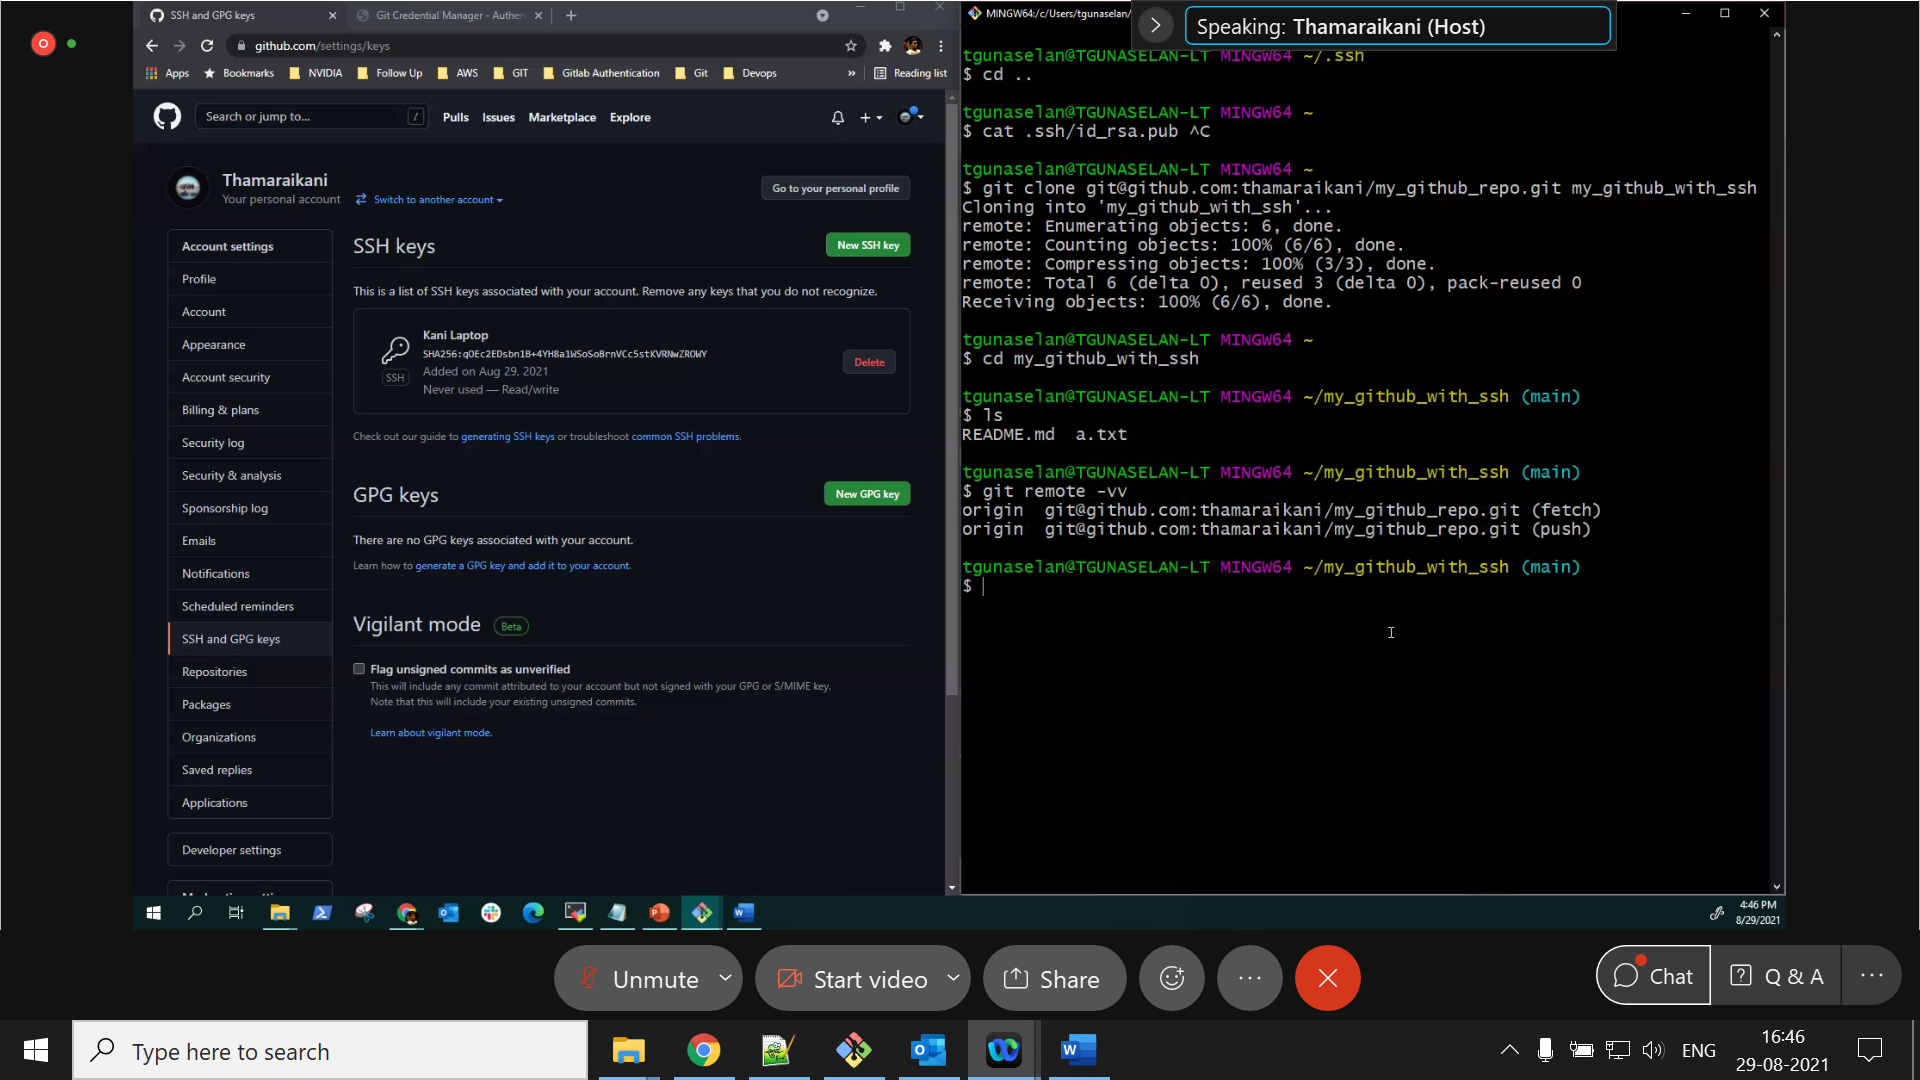 SSH and GPG keys
Git Credential Manager - Authen
github.com/settings/keys
Apps
Bookmarks
NVIDIA
Follow Up
AWS
GIT
Gitlab Authentication
Git
Devops
»
Reading list
Search or jump to...
/
Pulls
Issues
Marketplace
Explore
Thamaraikani
Your personal account
Switch to another account
Go to your personal profile
Account settings
Profile
Account
Appearance
Account security
Billing & plans
Security log
Security & analysis
Sponsorship log
Emails
Notifications
Scheduled reminders
SSH and GPG keys
Repositories
Packages
Organizations
Saved replies
Applications
Developer settings
SSH keys
New SSH key
This is a list of SSH keys associated with your account. Remove any keys that you do not recognize.
Kani Laptop
SHA256:qOEc2EDsbn1B+4YH8a1WSoSoBrnVCc5stKVRNwZROWY
Added on Aug 29, 2021
Never used — Read/write
SSH
Delete
Check out our guide to generating SSH keys or troubleshoot common SSH problems.
GPG keys
New GPG key
There are no GPG keys associated with your account.
Learn how to generate a GPG key and add it to your account.
Vigilant mode
Beta
Flag unsigned commits as unverified
This will include any commit attributed to your account but not signed with your GPG or S/MIME key.
Note that this will include your existing unsigned commits.
Learn about vigilant mode.
MINGW64:/c/Users/tgunaselan/
Speaking: Thamaraikani (Host)
tgunaselan@TGUNASELAN-LT MINGW64 ~/.ssh
$ cd ..
tgunaselan@TGUNASELAN-LT MINGW64 ~
$ cat .ssh/id_rsa.pub ^C
tgunaselan@TGUNASELAN-LT MINGW64 ~
$ git clone git@github.com:thamaraikani/my_github_repo.git my_github_with_ssh
Cloning into 'my_github_with_ssh'...
remote: Enumerating objects: 6, done.
remote: Counting objects: 100% (6/6), done.
remote: Compressing objects: 100% (3/3), done.
remote: Total 6 (delta 0), reused 3 (delta 0), pack-reused 0
Receiving objects: 100% (6/6), done.
tgunaselan@TGUNASELAN-LT MINGW64 ~
$ cd my_github_with_ssh
tgunaselan@TGUNASELAN-LT MINGW64 ~/my_github_with_ssh (main)
$ ls
README.md  a.txt
tgunaselan@TGUNASELAN-LT MINGW64 ~/my_github_with_ssh (main)
$ git remote -vv
origin  git@github.com:thamaraikani/my_github_repo.git (fetch)
origin  git@github.com:thamaraikani/my_github_repo.git (push)
tgunaselan@TGUNASELAN-LT MINGW64 ~/my_github_with_ssh (main)
$
4:46 PM
8/29/2021
Unmute
Start video
Share
Chat
Q & A
Type here to search
ENG
16:46
29-08-2021